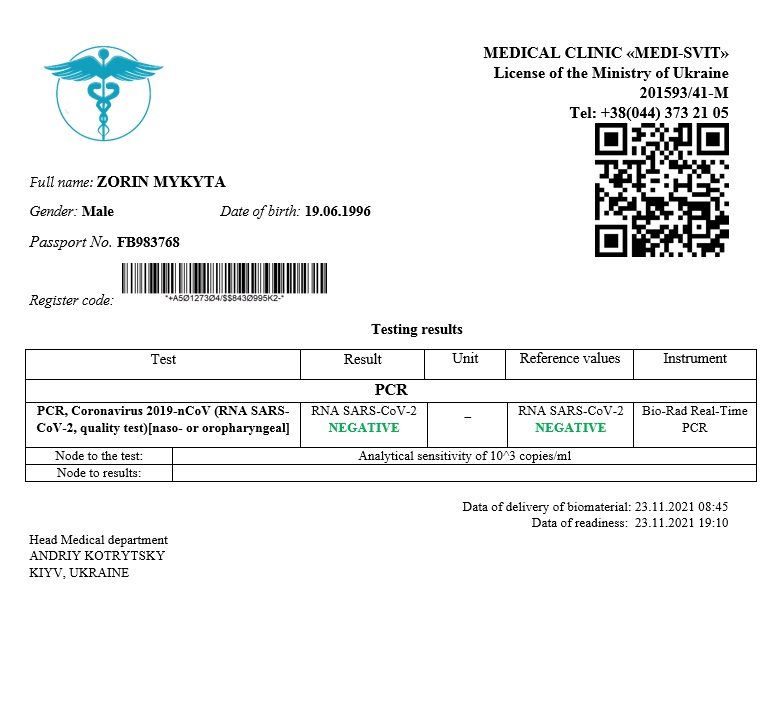 MEDICAL CLINIC «MEDI-SVIT»
License of the Ministry of Ukraine
201593/41-M
Tel: +38(044) 373 21 05
Full name: ZORIN MYKYTA
Gender: Male Date of birth: 19.06.1996
Passport No. FB983768
Register code: *+A5Ø1273Ø4/$$843Ø995K2-*
Testing results
Test Result Unit Reference values Instrument
PCR
PCR, Coronavirus 2019-nCoV (RNA SARS- RNA SARS-CoV-2 – RNA SARS-CoV-2 Bio-Rad Real-Time
CoV-2, quality test)[naso- or oropharyngeal] NEGATIVE NEGATIVE PCR
Node to the test: Analytical sensitivity of 10^3 copies/ml
Node to results:
Data of delivery of biomaterial: 23.11.2021 08:45
Data of readiness: 23.11.2021 19:10
Head Medical department
ANDRIY KOTRYTSKY
KIYV, UKRAINE